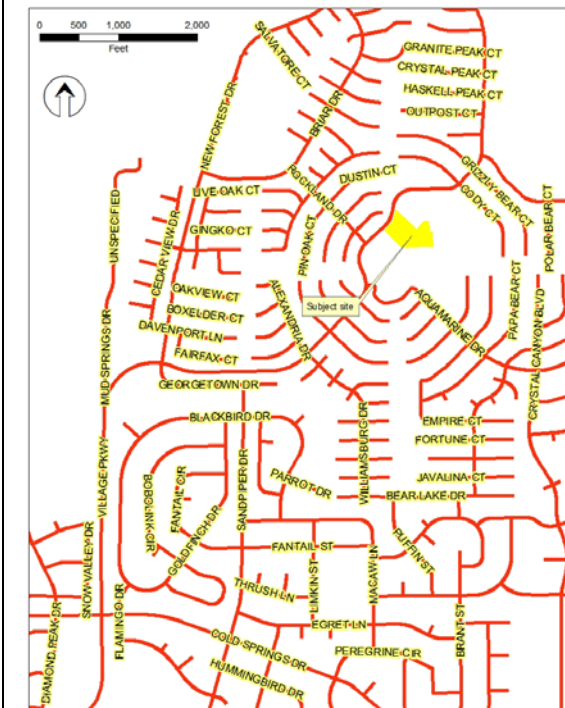 0 500 1,000 2,000
Feet
SALVATORE CT
GRANITE PEAK CT
CRYSTAL PEAK CT
HASKELL PEAK CT
OUTPOST CT
NEW FOREST DR
BRIAR DR
ROCKLAND DR
DUSTIN CT
GRIZZLY BEAR CT
CODY CT
POLAR BEAR CT
UNSPECIFIED
LIVE OAK CT
CEDAR VIEW DR
GINGKO CT
PIN OAK CT
PAPA BEAR CT
OAKVIEW CT
BOXELDER CT
DAVENPORT LN
FAIRFAX CT
ALEXANDRIA DR
Subject site
AQUAMARINE DR
CRYSTAL CANYON BLVD
MUD SPRINGS DR
GEORGETOWN DR
BLACKBIRD DR
WILLIAMSBURG DR
EMPIRE CT
FORTUNE CT
JAVALINA CT
BEAR LAKE DR
VILLAGE PKWY
BOBOLINK CIR
FANTAIL CIR
GOLDFINCH DR
SANDPIPER DR
PARROT DR
PUFFIN ST
FANTAIL ST
SNOW VALLEY DR
FLAMINGO DR
THRUSH LN
LIMKIN ST
MACAW LN
EGRET LN
BRANT ST
COLD SPRINGS DR
PEREGRINE CIR
DIAMOND PEAK DR
HUMMINGBIRD DR